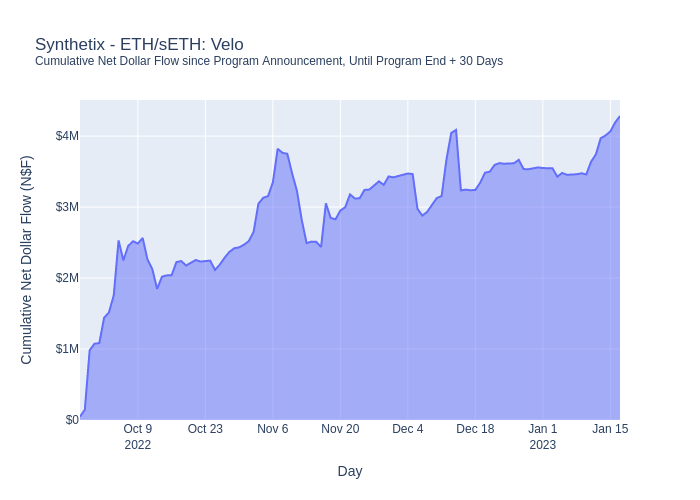 Synthetix - ETH/sETH: Velo
Cumulative Net Dollar Flow since Program Announcement, Until Program End + 30 Days
Cumulative Net Dollar Flow (N$F)
$4M
$3M
$2M
$1M
$0
Oct 9 Oct 23 Nov 6 Nov 20 Dec 4 Dec 18 Jan 1 Jan 15
2022 2023
Day